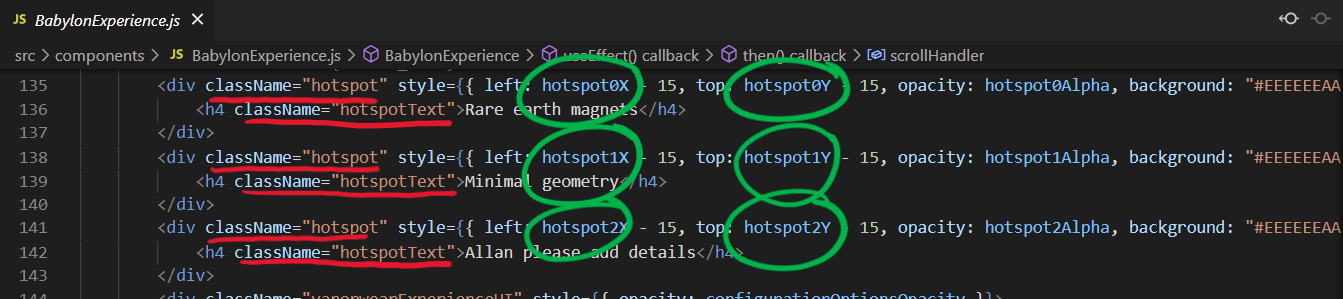 JS BabylonExperience.js ×
src > components > JS BabylonExperience.js > BabylonExperience > useEffect() callback > then() callback > scrollHandler
135 <div className="hotspot" style={{ left: hotspot0X - 15, top: hotspot0Y - 15, opacity: hotspot0Alpha, background: "#EEEEEEAA
136 <h4 className="hotspotText">Rare earth magnets</h4>
137 </div>
138 <div className="hotspot" style={{ left: hotspot1X - 15, top: hotspot1Y - 15, opacity: hotspot1Alpha, background: "#EEEEEEAA
139 <h4 className="hotspotText">Minimal geometry</h4>
140 </div>
141 <div className="hotspot" style={{ left: hotspot2X - 15, top: hotspot2Y - 15, opacity: hotspot2Alpha, background: "#EEEEEEAA
142 <h4 className="hotspotText">Allan please add details</h4>
143 </div>
144 <div className="vaporwearExperienceUI" style={{ opacity: configurationOptionsOpacity }}>